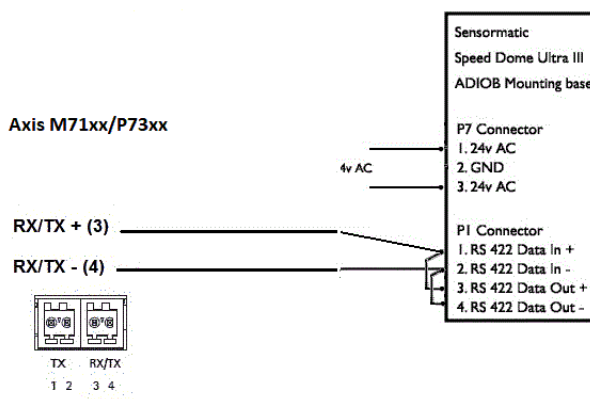 Sensormatic
Speed Dome Ultra III
ADIOB Mounting base
Axis M71xx/P73xx
P7 Connector
1. 24v AC
4v AC
2. GND
3. 24v AC
RX/TX + (3)
P1 Connector
1. RS 422 Data In +
RX/TX - (4)
2. RS 422 Data In -
3. RS 422 Data Out +
4. RS 422 Data Out -
TX RX/TX
1 2 3 4